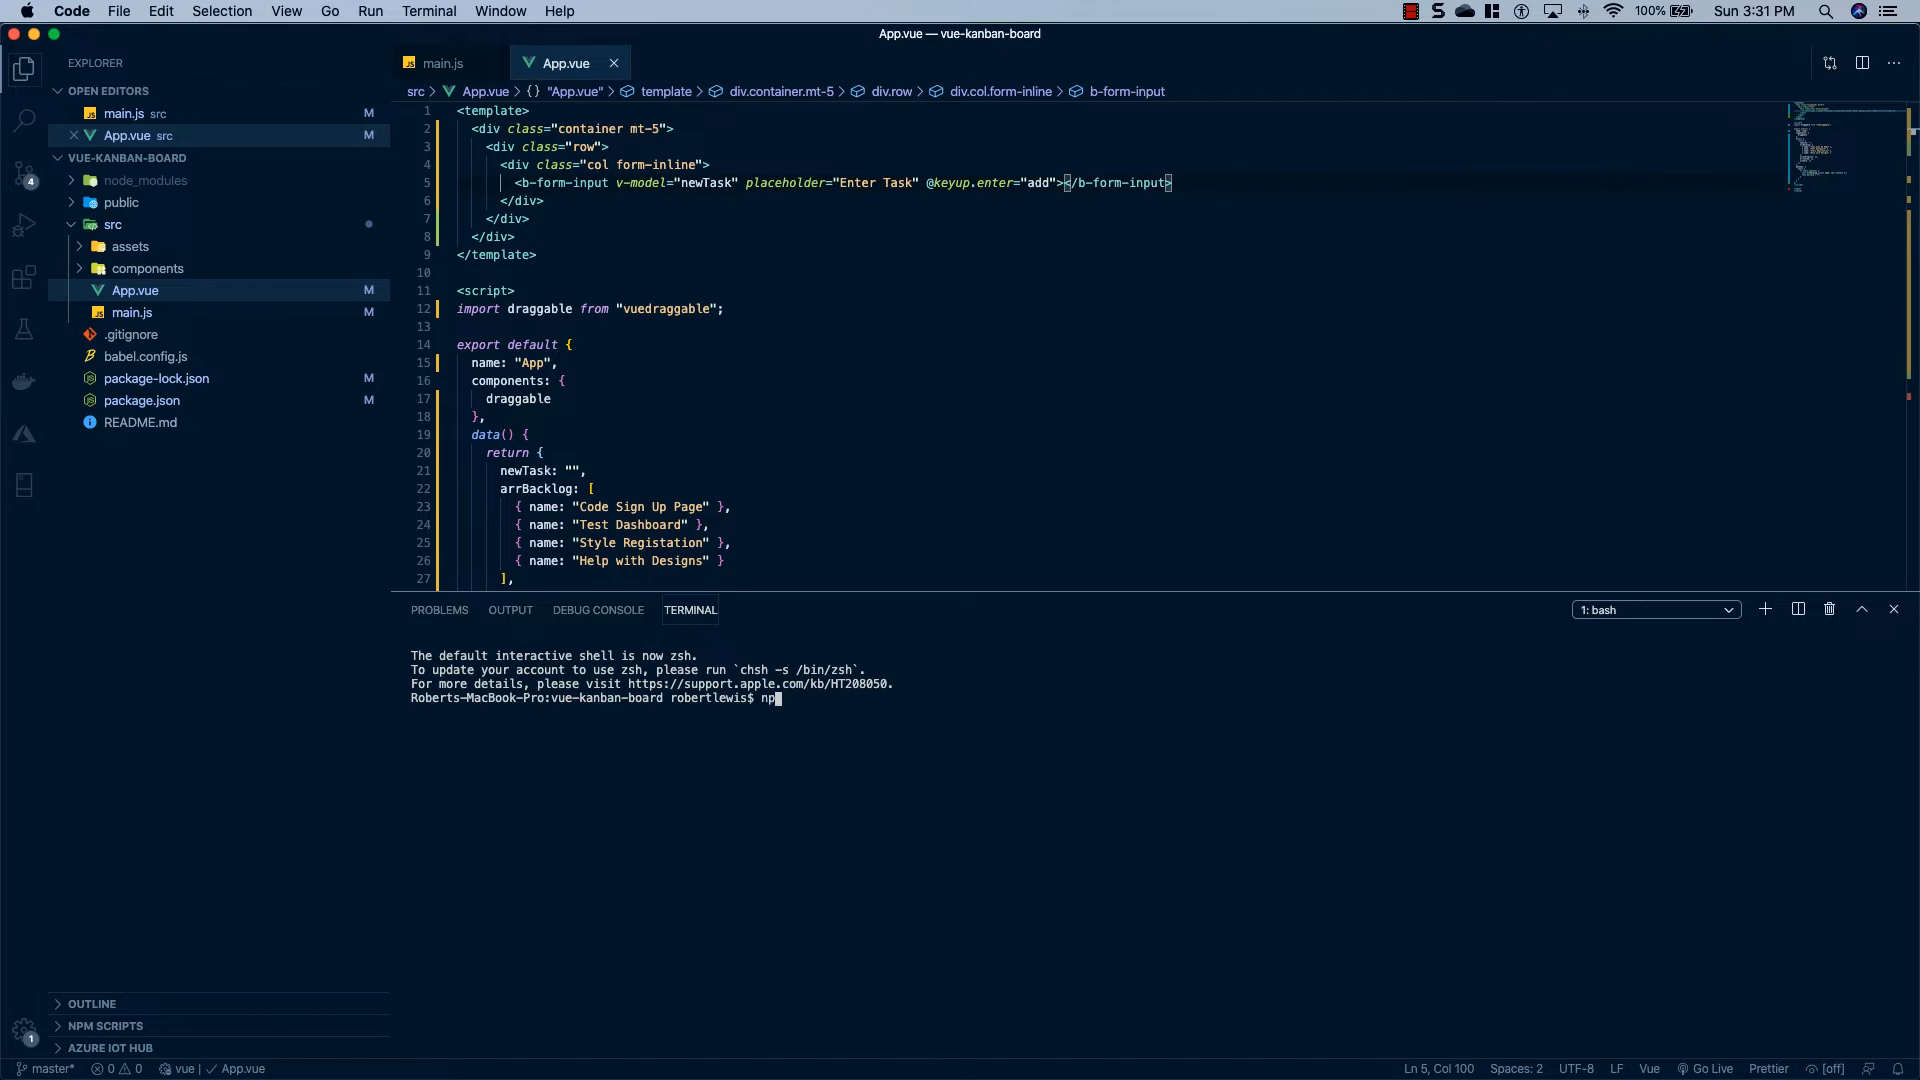 Code File Edit Selection View Go Run Terminal Window Help 100% Sun 3:31 PM
App.vue — vue-kanban-board
EXPLORER
OPEN EDITORS
main.js src M
App.vue src M
VUE-KANBAN-BOARD
node_modules
public
src
assets
components
App.vue M
main.js M
.gitignore
babel.config.js
package-lock.json M
package.json M
README.md
4
OUTLINE
NPM SCRIPTS
AZURE IOT HUB
1
main.js App.vue
src > App.vue > {} "App.vue" > template > div.container.mt-5 > div.row > div.col.form-inline > b-form-input
1 <template>
2 <div class="container mt-5">
3 <div class="row">
4 <div class="col form-inline">
5 <b-form-input v-model="newTask" placeholder="Enter Task" @keyup.enter="add"></b-form-input>
6 </div>
7 </div>
8 </div>
9 </template>
10
11 <script>
12 import draggable from "vuedraggable";
13
14 export default {
15 name: "App",
16 components: {
17 draggable
18 },
19 data() {
20 return {
21 newTask: "",
22 arrBacklog: [
23 { name: "Code Sign Up Page" },
24 { name: "Test Dashboard" },
25 { name: "Style Registation" },
26 { name: "Help with Designs" }
27 ],
PROBLEMS OUTPUT DEBUG CONSOLE TERMINAL 1: bash
The default interactive shell is now zsh.
To update your account to use zsh, please run `chsh -s /bin/zsh`.
For more details, please visit https://support.apple.com/kb/HT208050.
Roberts-MacBook-Pro:vue-kanban-board robertlewis$ np
master* 0 0 vue | ✓ App.vue Ln 5, Col 100 Spaces: 2 UTF-8 LF Vue Go Live Prettier [off]